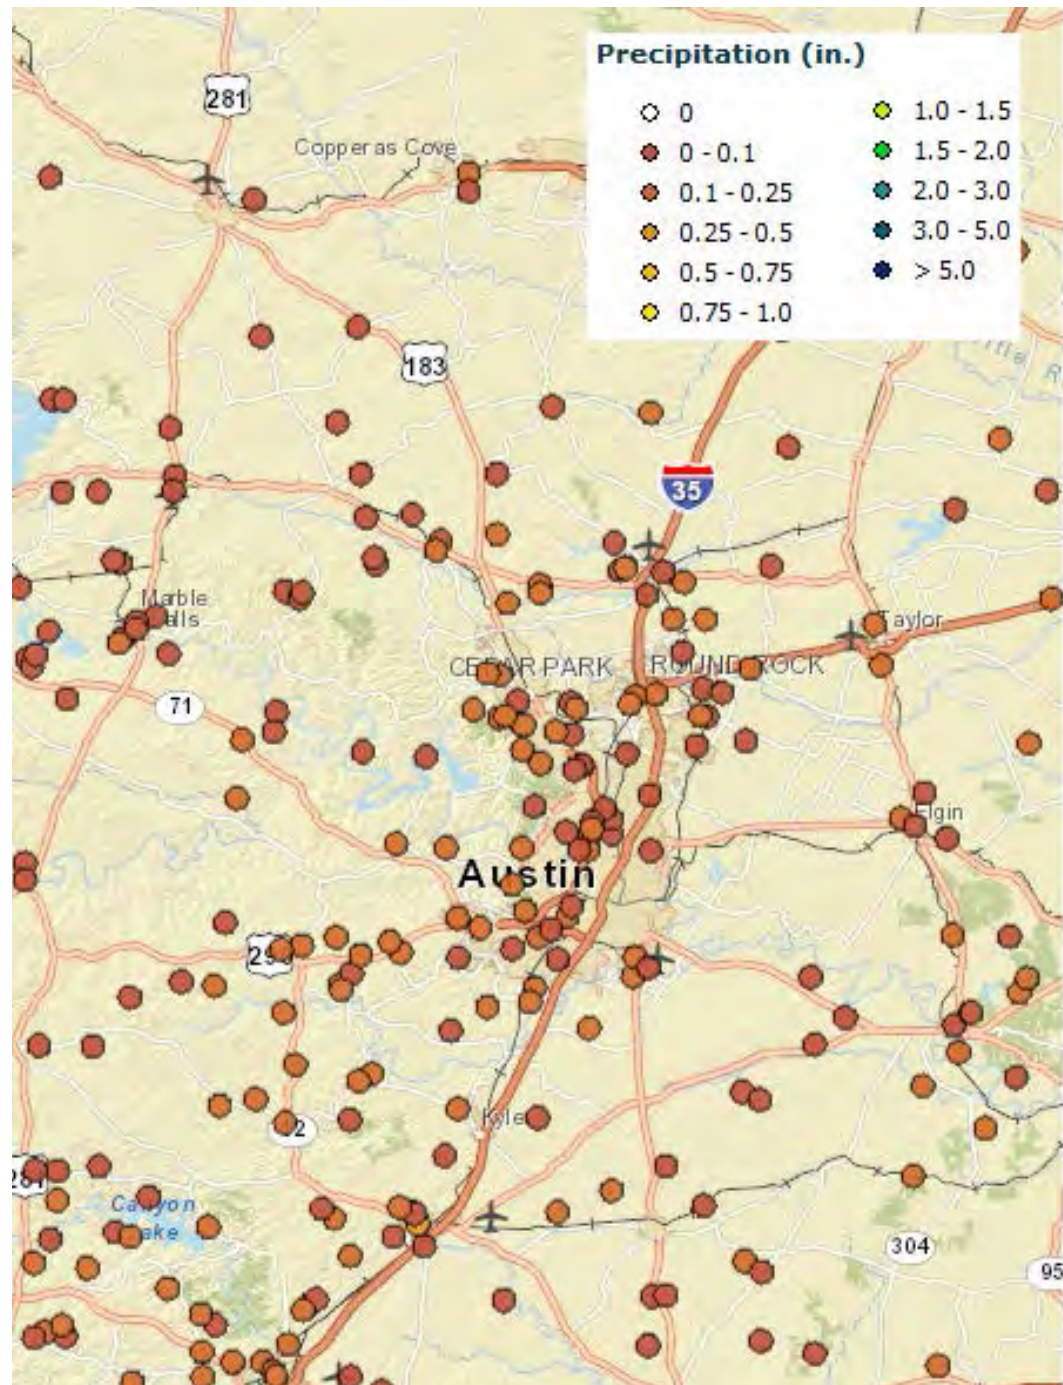 Precipitation (in.)
0
0 - 0.1
0.1 - 0.25
0.25 - 0.5
0.5 - 0.75
0.75 - 1.0
1.0 - 1.5
1.5 - 2.0
2.0 - 3.0
3.0 - 5.0
> 5.0
281
Copperas Cove
183
35
Marble
Taylor
CEDAR PARK
ROUND ROCK
71
Elgin
Austin
Kyle
Canyon
304
95